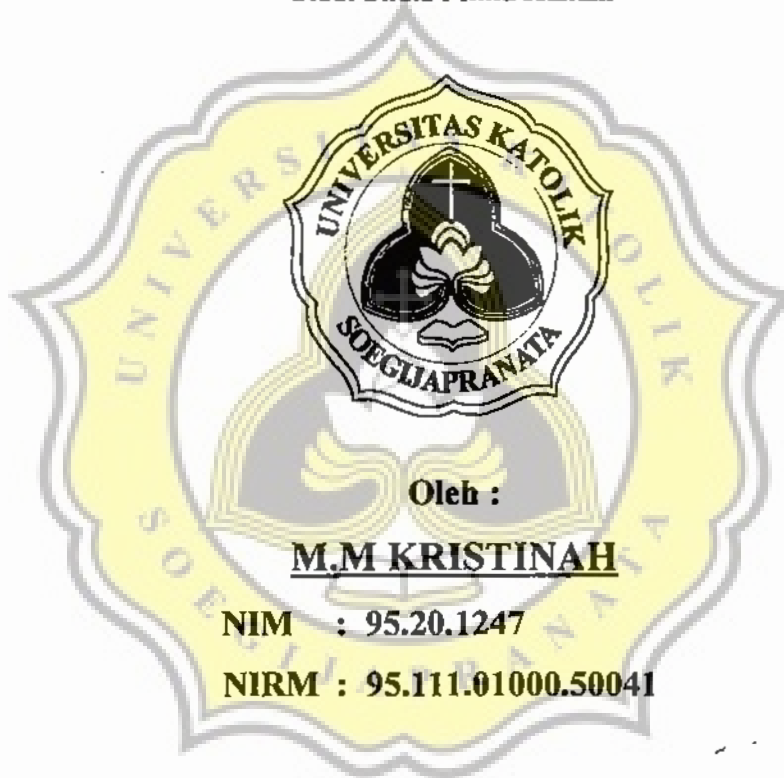 UNIVERSITAS KATOLIK
SOEGIJAPRANATA
Oleh :
M.M KRISTINAH
NIM : 95.20.1247
NIRM : 95.111.01000.50041